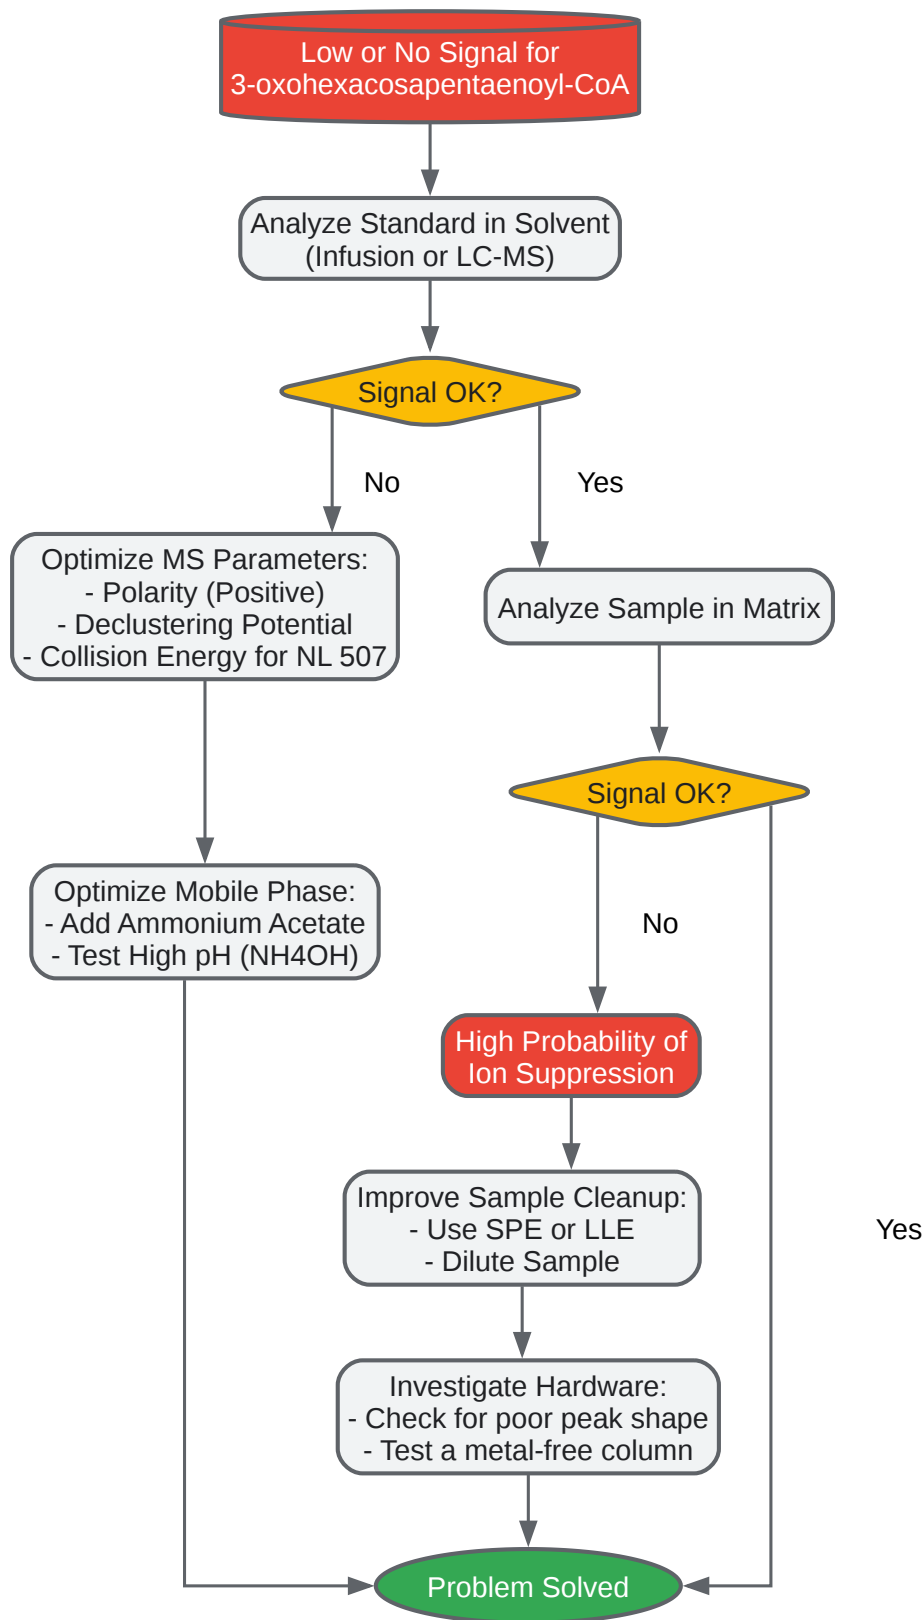 Low or No Signal for
3-oxohexacosapentaenoyl-CoA
Analyze Standard in Solvent
(Infusion or LC-MS)
Signal OK?
No
Yes
Optimize MS Parameters:
- Polarity (Positive)
- Declustering Potential
- Collision Energy for NL 507
Analyze Sample in Matrix
Signal OK?
Optimize Mobile Phase:
- Add Ammonium Acetate
- Test High pH (NH4OH)
No
High Probability of
Ion Suppression
Improve Sample Cleanup:
- Use SPE or LLE
- Dilute Sample
Yes
Investigate Hardware:
- Check for poor peak shape
- Test a metal-free column
Problem Solved